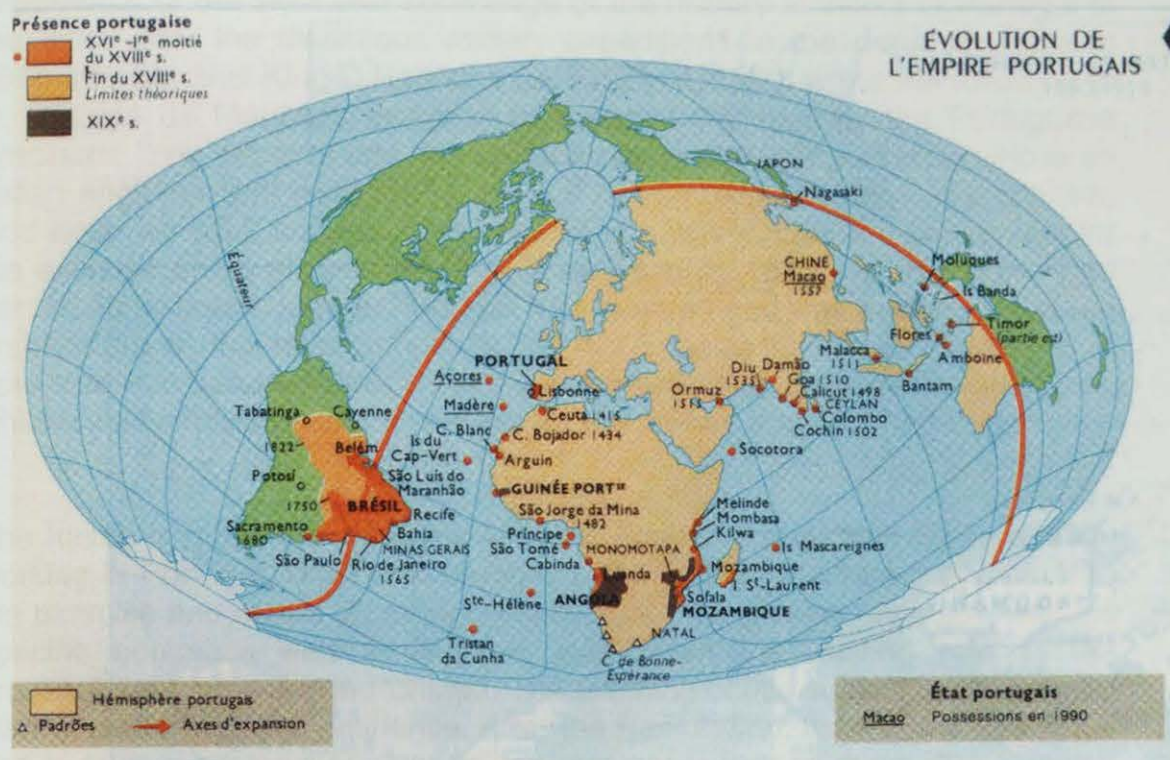 Présence portugaise
XVIᵉ -Iʳᵉ moitié
du XVIIIᵉ s.
Fin du XVIIIᵉ s.
Limites théoriques
XIXᵉ s.
ÉVOLUTION DE
L'EMPIRE PORTUGAIS
JAPON
Nagasaki
Équateur
CHINE
Macao
1557
Moluques
Is Banda
Timor
(partie est)
Flores
Amboine
Malacca
1511
Bantam
PORTUGAL
Açores
Lisbonne
Madère
Ceuta 1415
C. Blanc
C. Bojador 1434
Arguin
Is du
Cap-Vert
Ormuz
1515
Diu
1535
Damão
Goa 1510
Calicut 1498
CEYLAN
Colombo
Cochin 1502
Socotora
Tabatinga
Cayenne
1822
Belém
São Luis do
Maranhão
Potosí
1750
BRÉSIL
Recife
Sacramento
1680
Bahia
MINAS GERAIS
São Paulo
Rio de Janeiro
1565
GUINÉE PORTˢᵉ
São Jorge da Mina
1482
Príncipe
São Tomé
Cabinda
MONOMOTAPA
Luanda
ANGOLA
Melinde
Mombasa
Kilwa
Is Mascareignes
Mozambique
I. Sᵗ-Laurent
Sofala
MOZAMBIQUE
Sᵗᵉ-Hélène
Tristan
da Cunha
NATAL
C. de Bonne-
Espérance
Hémisphère portugais
Padrões
Axes d'expansion
État portugais
Macao Possessions en 1990